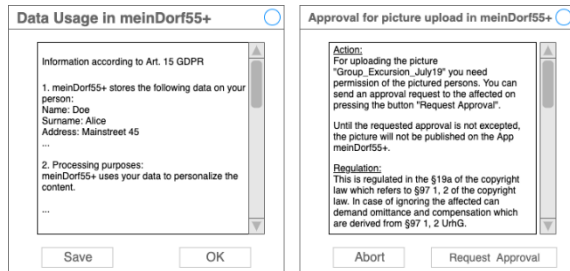 Data Usage in meinDorf55+
Information according to Art. 15 GDPR
1. meinDorf55+ stores the following data on your
person:
Name: Doe
Surname: Alice
Address: Mainstreet 45
...
2. Processing purposes:
meinDorf55+ uses your data to personalize the
content.
...
Save
OK
Approval for picture upload in meinDorf55+
Action:
For uploading the picture
"Group_Excursion_July19" you need
permission of the pictured persons. You can
send an approval request to the affected on
pressing the button "Request Approval".
Until the requested approval is not excepted,
the picture will not be published on the App
meinDorf55+.
Regulation:
This is regulated in the §19a of the copyright
law which refers to §97 1, 2 of the copyright
law. In case of ignoring the affected can
demand omittance and compensation which
are derived from §97 1, 2 UrhG.
Abort
Request Approval